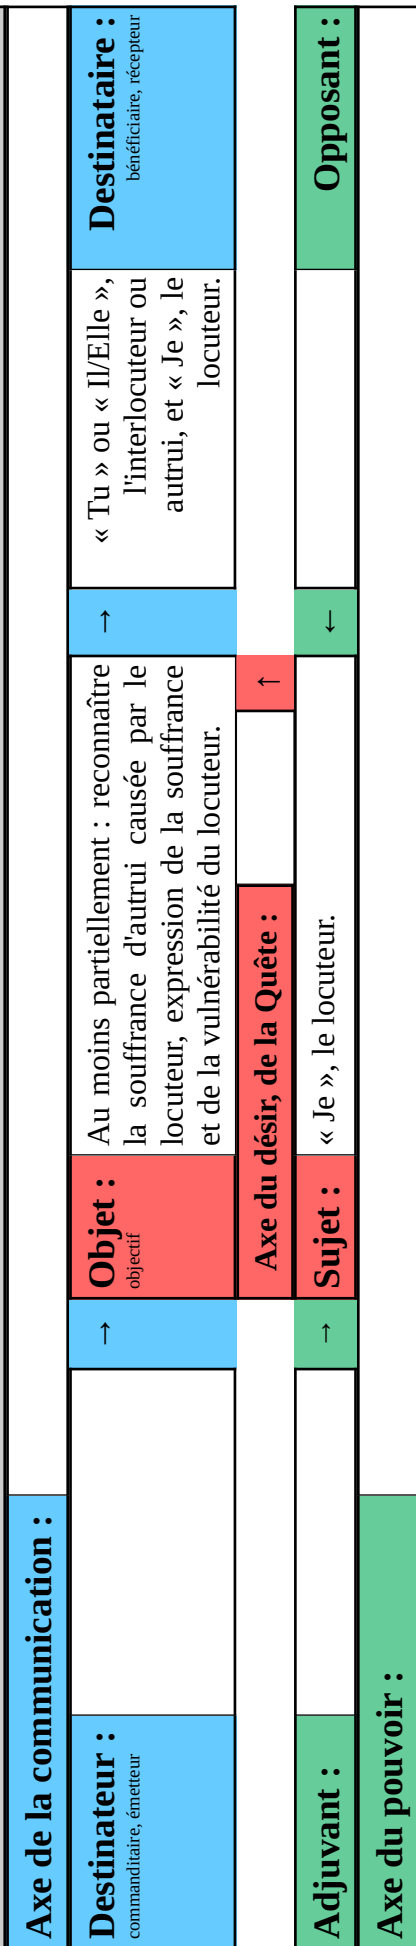 Axe de la communication :
Destinateur :
commanditaire, émetteur
→
Objet :
objectif
Au moins partiellement : reconnaître
la souffrance d'autrui causée par le
locuteur, expression de la souffrance
et de la vulnérabilité du locuteur.
→
« Tu » ou « Il/Elle »,
l'interlocuteur ou
autrui, et « Je », le
locuteur.
Destinataire :
bénéficiaire, récepteur
Axe du désir, de la Quête :
↑
Adjuvant :
→
Sujet :
« Je », le locuteur.
←
Opposant :
Axe du pouvoir :